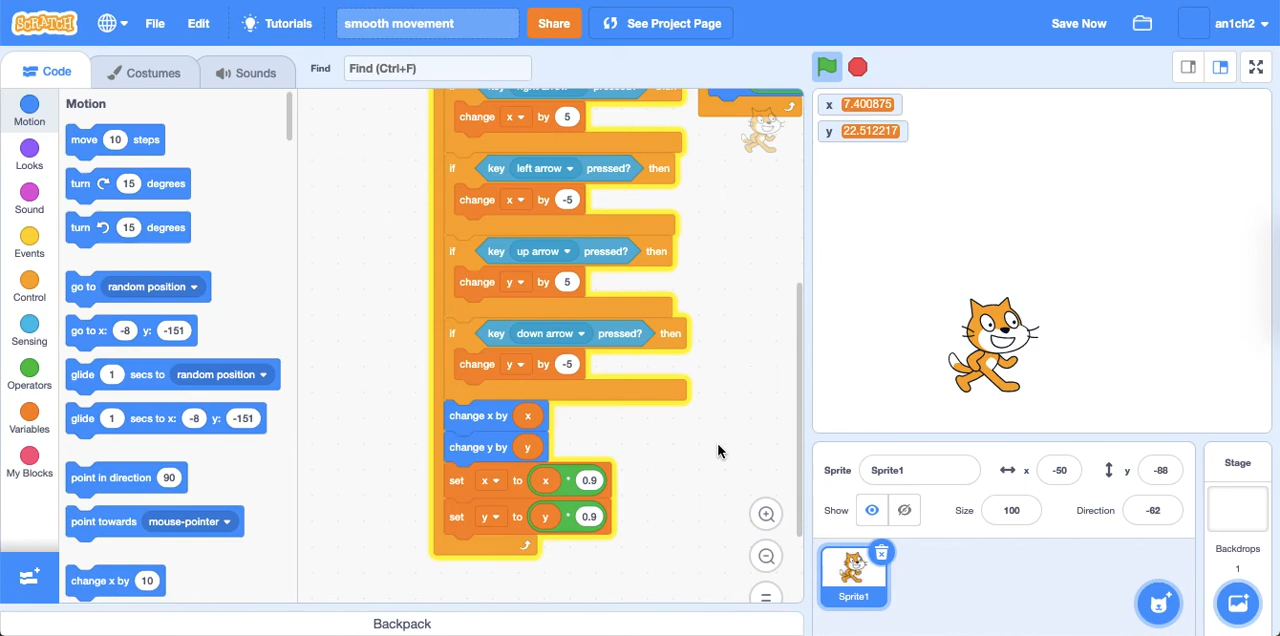 SCRATCH File Edit Tutorials smooth movement Share See Project Page Save Now an1ch2
Code Costumes Sounds Find Find (Ctrl+F)
Motion
Looks
Sound
Events
Control
Sensing
Operators
Variables
My Blocks
Motion
move 10 steps
turn 15 degrees
turn 15 degrees
go to random position
go to x: -8 y: -151
glide 1 secs to random position
glide 1 secs to x: -8 y: -151
point in direction 90
point towards mouse-pointer
change x by 10
if key right arrow pressed? then
change x by 5
if key left arrow pressed? then
change x by -5
if key up arrow pressed? then
change y by 5
if key down arrow pressed? then
change y by -5
change x by x
change y by y
set x to x * 0.9
set y to y * 0.9
x 7.400875
y 22.512217
Sprite Sprite1 x -50 y -88
Show Size 100 Direction -62
Sprite1
Stage
Backdrops
1
Backpack